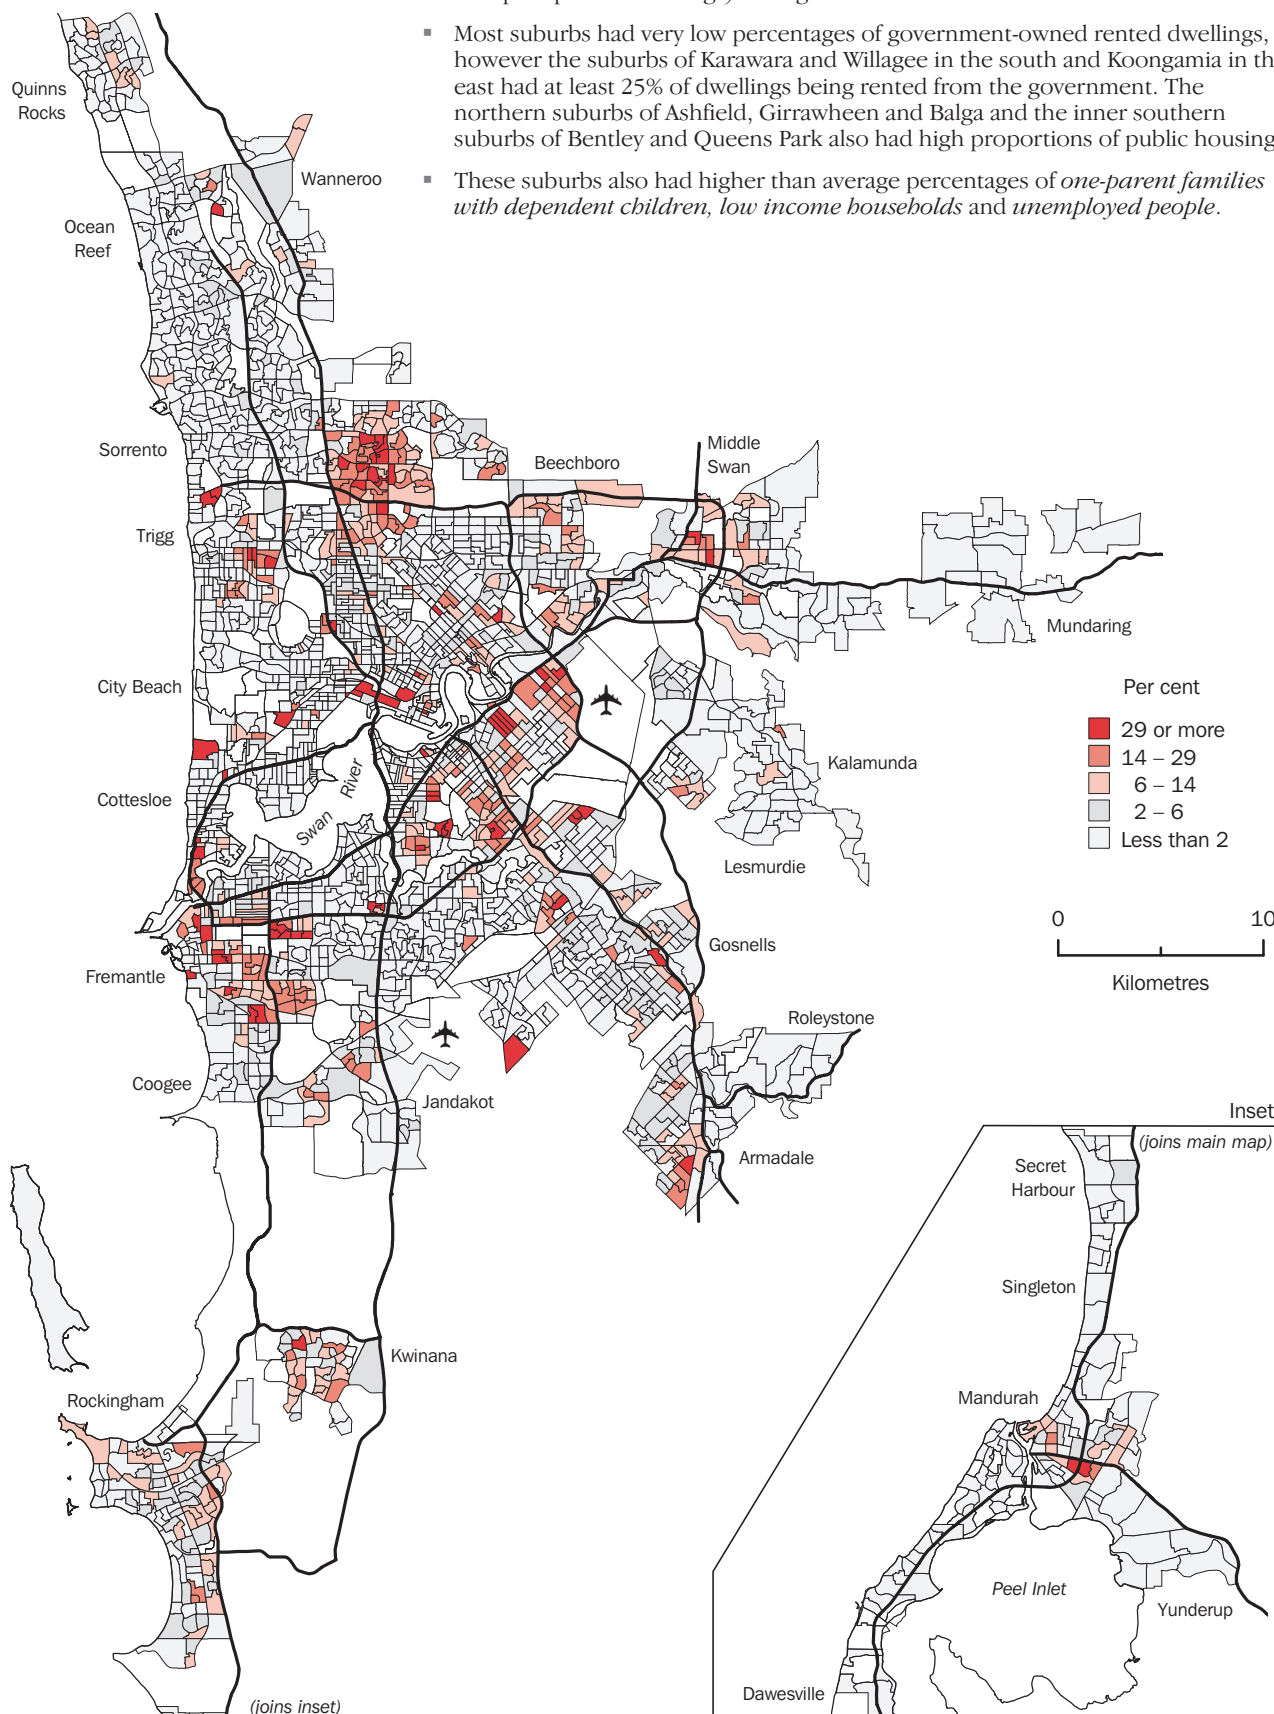 ▪ Most suburbs had very low percentages of government-owned rented dwellings,
however the suburbs of Karawara and Willagee in the south and Koongamia in th
east had at least 25% of dwellings being rented from the government. The
northern suburbs of Ashfield, Girrawheen and Balga and the inner southern
suburbs of Bentley and Queens Park also had high proportions of public housing
▪ These suburbs also had higher than average percentages of one-parent families
with dependent children, low income households and unemployed people.
Quinns
Rocks
Wanneroo
Ocean
Reef
Sorrento
Beechboro
Middle
Swan
Trigg
Mundaring
City Beach
Per cent
29 or more
14 – 29
6 – 14
2 – 6
Less than 2
Kalamunda
Cottesloe
Swan River
Lesmurdie
0 10
Kilometres
Gosnells
Fremantle
Roleystone
Coogee
Jandakot
Armadale
Inset
(joins main map)
Secret
Harbour
Singleton
Kwinana
Rockingham
Mandurah
Peel Inlet
Yunderup
Dawesville
(joins inset)